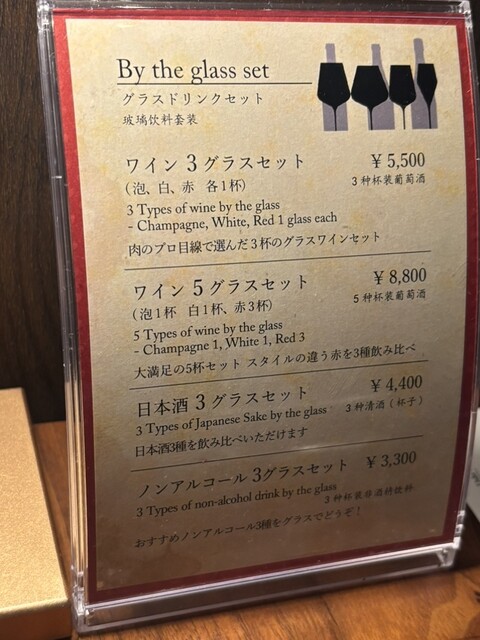 By the glass set
グラスドリンクセット
玻璃饮料套装
ワイン 3 グラスセット ¥ 5,500
(泡、白、赤 各1杯) 3 种杯装葡萄酒
3 Types of wine by the glass
- Champagne, White, Red 1 glass each
肉のプロ目線で選んだ3杯のグラスワインセット
ワイン 5 グラスセット ¥ 8,800
(泡1杯 白1杯、赤3杯) 5 种杯装葡萄酒
5 Types of wine by the glass
- Champagne 1, White 1, Red 3
大満足の5杯セット スタイルの違う赤を3種飲み比べ
日本酒 3 グラスセット ¥ 4,400
3 Types of Japanese Sake by the glass 3 种清酒 (杯子)
日本酒3種を飲み比べいただけます
ノンアルコール 3グラスセット ¥ 3,300
3 Types of non-alcohol drink by the glass 3 种杯装非酒精饮料
おすすめノンアルコール3種をグラスでどうぞ！